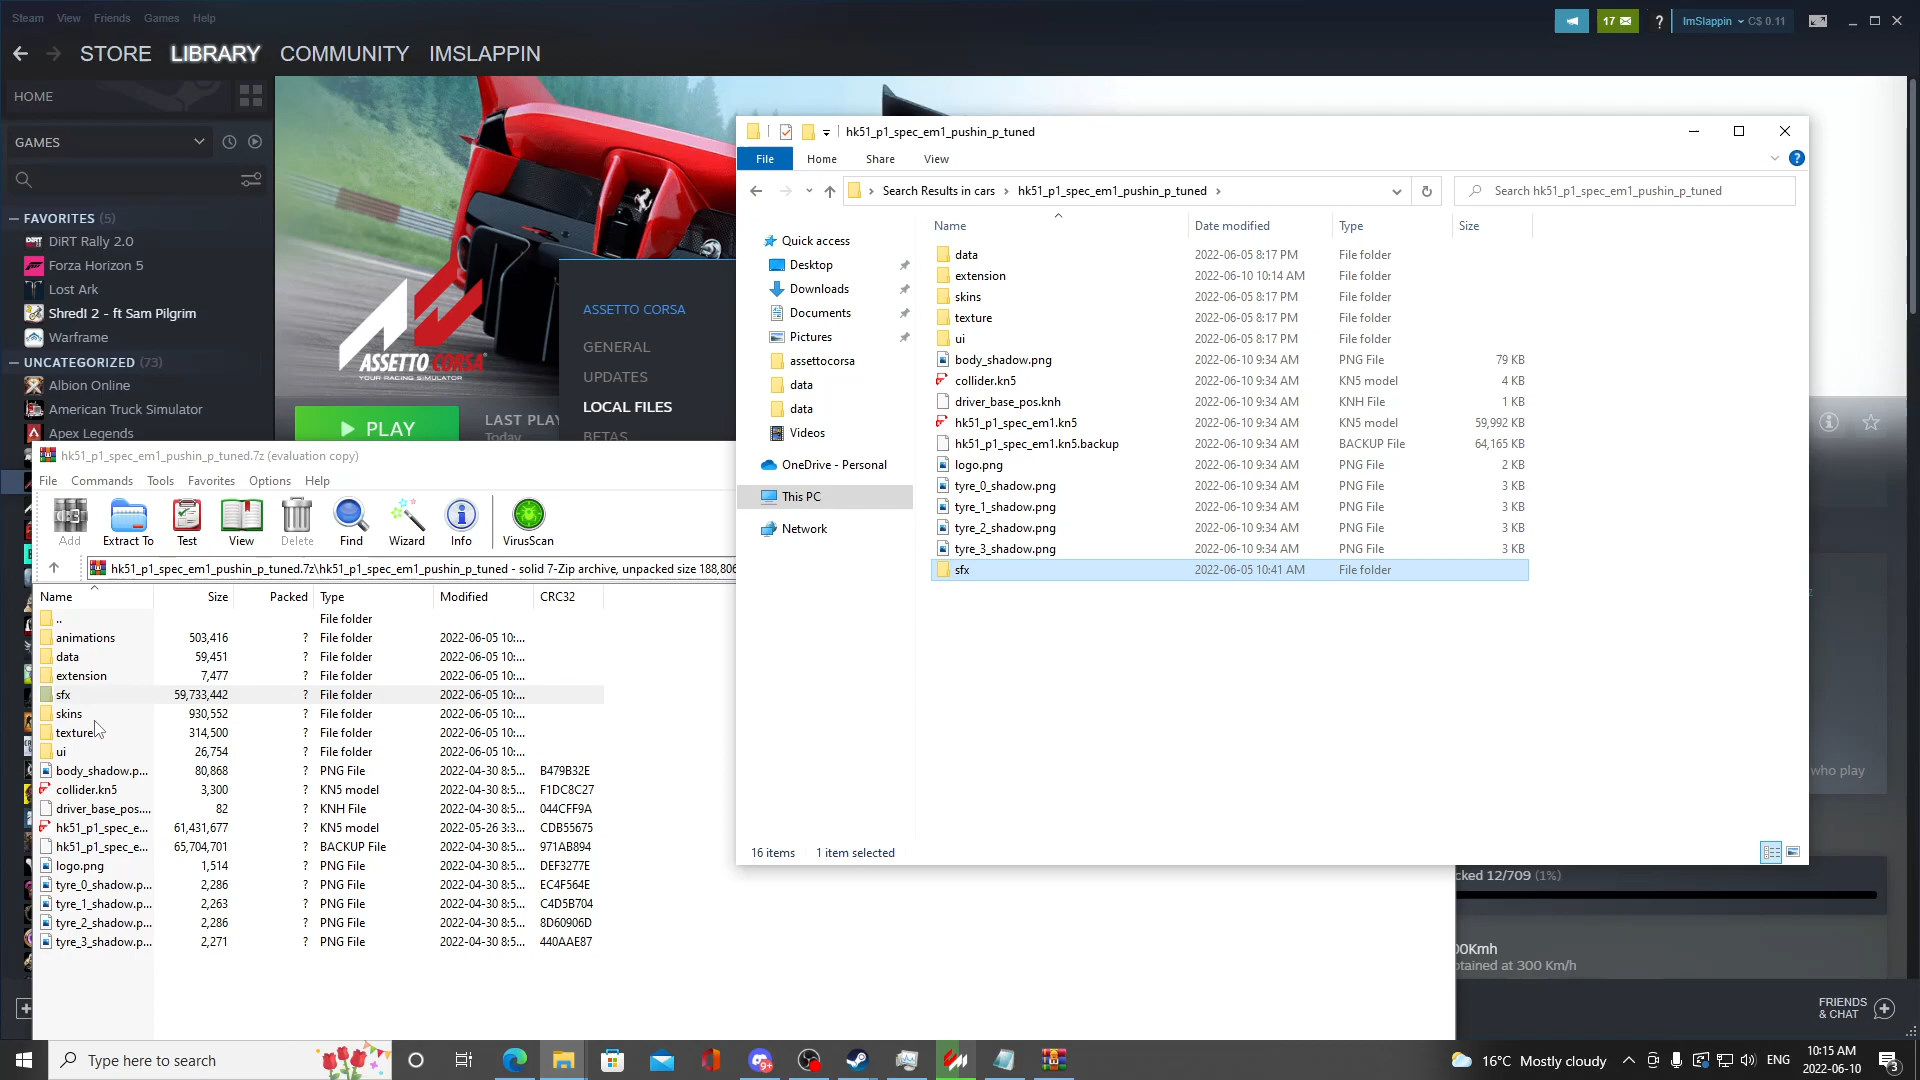 Steam View Friends Games Help
17
?
ImSlappin C$ 0.11
STORE LIBRARY COMMUNITY IMSLAPPIN
HOME
GAMES
FAVORITES (5)
DiRT Rally 2.0
Forza Horizon 5
Lost Ark
Shred! 2 - ft Sam Pilgrim
Warframe
UNCATEGORIZED (73)
Albion Online
American Truck Simulator
Apex Legends
ASSETTO CORSA
YOUR RACING SIMULATOR
PLAY
LAST PLAY
Today
ASSETTO CORSA
GENERAL
UPDATES
LOCAL FILES
BETAS
hk51_p1_spec_em1_pushin_p_tuned
File Home Share View
Search Results in cars › hk51_p1_spec_em1_pushin_p_tuned ›
Search hk51_p1_spec_em1_pushin_p_tuned
Quick access
Desktop
Downloads
Documents
Pictures
assettocorsa
data
data
Videos
OneDrive - Personal
This PC
Network
Name Date modified Type Size
data 2022-06-05 8:17 PM File folder
extension 2022-06-10 10:14 AM File folder
skins 2022-06-05 8:17 PM File folder
texture 2022-06-05 8:17 PM File folder
ui 2022-06-05 8:17 PM File folder
body_shadow.png 2022-06-10 9:34 AM PNG File 79 KB
collider.kn5 2022-06-10 9:34 AM KN5 model 4 KB
driver_base_pos.knh 2022-06-10 9:34 AM KNH File 1 KB
hk51_p1_spec_em1.kn5 2022-06-10 9:34 AM KN5 model 59,992 KB
hk51_p1_spec_em1.kn5.backup 2022-06-10 9:34 AM BACKUP File 64,165 KB
logo.png 2022-06-10 9:34 AM PNG File 2 KB
tyre_0_shadow.png 2022-06-10 9:34 AM PNG File 3 KB
tyre_1_shadow.png 2022-06-10 9:34 AM PNG File 3 KB
tyre_2_shadow.png 2022-06-10 9:34 AM PNG File 3 KB
tyre_3_shadow.png 2022-06-10 9:34 AM PNG File 3 KB
sfx 2022-06-05 10:41 AM File folder
16 items 1 item selected
hk51_p1_spec_em1_pushin_p_tuned.7z (evaluation copy)
File Commands Tools Favorites Options Help
Add Extract To Test View Delete Find Wizard Info VirusScan
hk51_p1_spec_em1_pushin_p_tuned.7z\hk51_p1_spec_em1_pushin_p_tuned - solid 7-Zip archive, unpacked size 188,806
Name Size Packed Type Modified CRC32
.. File folder
animations 503,416 ? File folder 2022-06-05 10:...
data 59,451 ? File folder 2022-06-05 10:...
extension 7,477 ? File folder 2022-06-05 10:...
sfx 59,733,442 ? File folder 2022-06-05 10:...
skins 930,552 ? File folder 2022-06-05 10:...
texture 314,500 ? File folder 2022-06-05 10:...
ui 26,754 ? File folder 2022-06-05 10:...
body_shadow.p... 80,868 ? PNG File 2022-04-30 8:5... B479B32E
collider.kn5 3,300 ? KN5 model 2022-04-30 8:5... F1DC8C27
driver_base_pos.... 82 ? KNH File 2022-04-30 8:5... 044CFF9A
hk51_p1_spec_e... 61,431,677 ? KN5 model 2022-05-26 3:3... CDB55675
hk51_p1_spec_e... 65,704,701 ? BACKUP File 2022-04-30 8:5... 971AB894
logo.png 1,514 ? PNG File 2022-04-30 8:5... DEF3277E
tyre_0_shadow.p... 2,286 ? PNG File 2022-04-30 8:5... EC4F564E
tyre_1_shadow.p... 2,263 ? PNG File 2022-04-30 8:5... C4D5B704
tyre_2_shadow.p... 2,286 ? PNG File 2022-04-30 8:5... 8D60906D
tyre_3_shadow.p... 2,271 ? PNG File 2022-04-30 8:5... 440AAE87
who play
cked 12/709 (1%)
00Kmh
btained at 300 Km/h
FRIENDS
& CHAT
Type here to search
9+
16°C Mostly cloudy
ENG
10:15 AM
2022-06-10
3